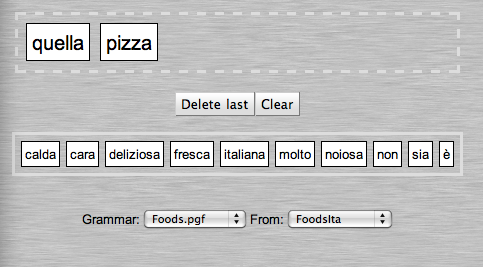 quella pizza
Delete last Clear
calda cara deliziosa fresca italiana molto noiosa non sia è
Grammar: Foods.pgf From: FoodsIta